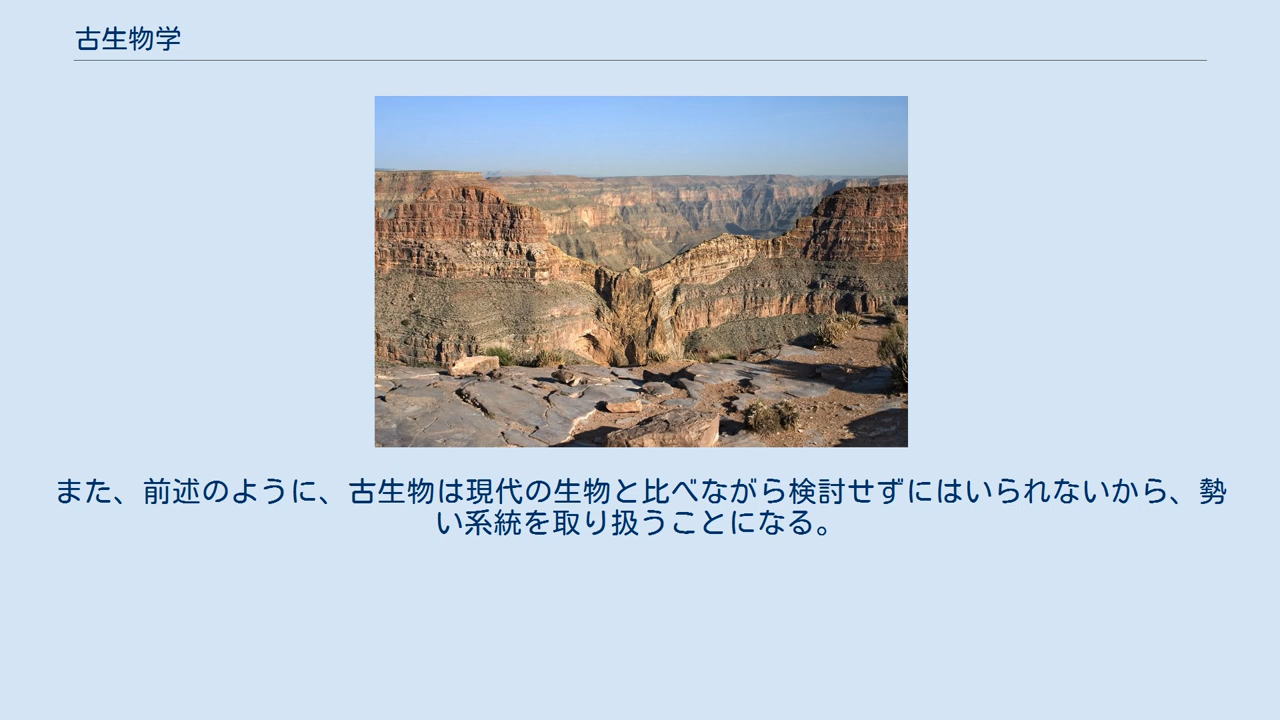 古生物学
また、前述のように、古生物は現代の生物と比べながら検討せずにはいられないから、勢
い系統を取り扱うことになる。